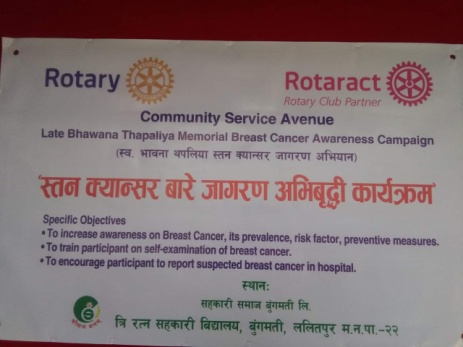 Rotary
Rotaract
Rotary Club Partner
Community Service Avenue
Late Bhawana Thapaliya Memorial Breast Cancer Awareness Campaign
(स्व. भावना थपलिया स्तन क्यान्सर जागरण अभियान)
"स्तन क्यान्सर बारे जागरण अभिबृद्धी कार्यक्रम"
Specific Objectives
• To increase awareness on Breast Cancer, its prevalence, risk factor, preventive measures.
• To train participant on self-examination of breast cancer.
• To encourage participant to report suspected breast cancer in hospital.
स्थानः
सहकारी समाज बुंगमती लि.
त्रि रत्न सहकारी बिद्यालय, बुंगमती, ललितपुर म.न.पा.-२२